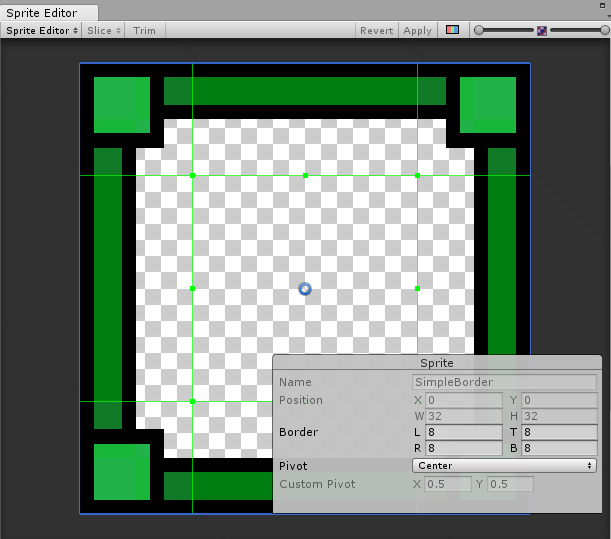 Sprite Editor
Sprite Editor Slice Trim Revert Apply
Sprite
Name SimpleBorder
Position X 0 Y 0
W 32 H 32
Border L 8 T 8
R 8 B 8
Pivot Center
Custom Pivot X 0.5 Y 0.5